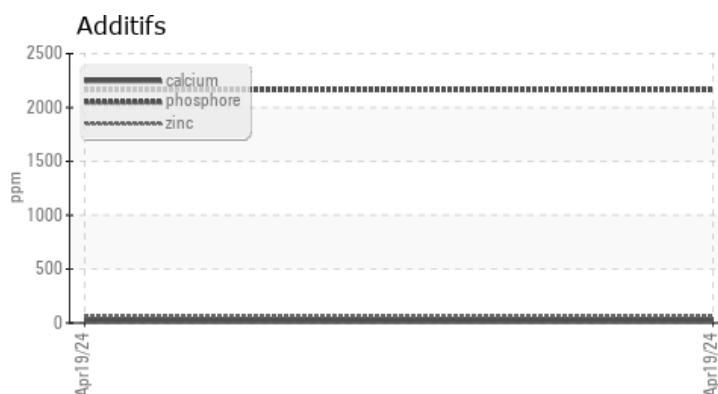 Additifs
2500
calcium
phosphore
zinc
2000
1500
ppm
1000
500
0
Apr19/24
Apr19/24